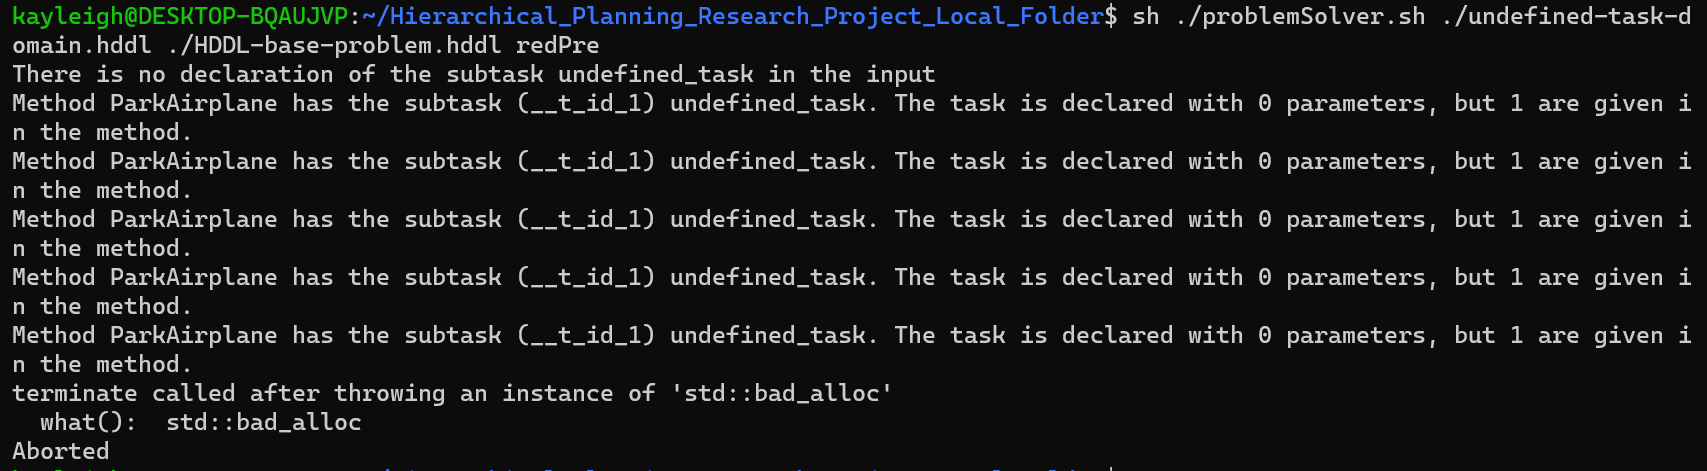 kayleigh@DESKTOP-BQAUJVP:~/Hierarchical_Planning_Research_Project_Local_Folder$ sh ./problemSolver.sh ./undefined-task-d
omain.hddl ./HDDL-base-problem.hddl redPre
There is no declaration of the subtask undefined_task in the input
Method ParkAirplane has the subtask (__t_id_1) undefined_task. The task is declared with 0 parameters, but 1 are given i
n the method.
Method ParkAirplane has the subtask (__t_id_1) undefined_task. The task is declared with 0 parameters, but 1 are given i
n the method.
Method ParkAirplane has the subtask (__t_id_1) undefined_task. The task is declared with 0 parameters, but 1 are given i
n the method.
Method ParkAirplane has the subtask (__t_id_1) undefined_task. The task is declared with 0 parameters, but 1 are given i
n the method.
Method ParkAirplane has the subtask (__t_id_1) undefined_task. The task is declared with 0 parameters, but 1 are given i
n the method.
terminate called after throwing an instance of 'std::bad_alloc'
  what():  std::bad_alloc
Aborted